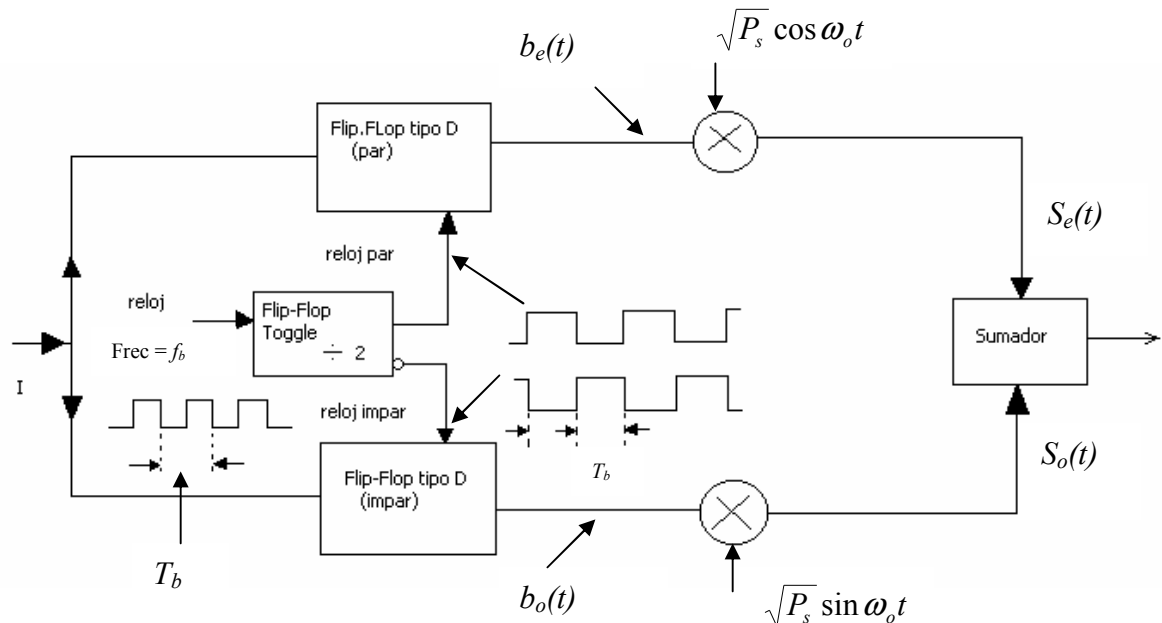 √P_s cos ω_o t
b_e(t)
Flip.FLop tipo D
(par)
S_e(t)
reloj par
reloj
Flip-Flop
Toggle
÷ 2
Frec = f_b
Sumador
I
reloj impar
T_b
S_o(t)
Flip-Flop tipo D
(impar)
T_b
b_o(t)
√P_s sin ω_o t